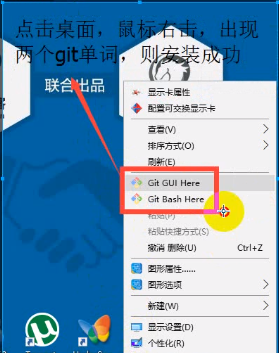 点击桌面，鼠标右击，出现
两个git单词，则安装成功
联合出品
显示卡属性
配置可交换显示卡
查看(V)
排序方式(O)
刷新(E)
Git GUI Here
Git Bash Here
粘贴(P)
粘贴快捷方式(S)
撤消 删除(U) Ctrl+Z
图形属性……
图形选项
新建(W)
显示设置(D)
个性化(R)